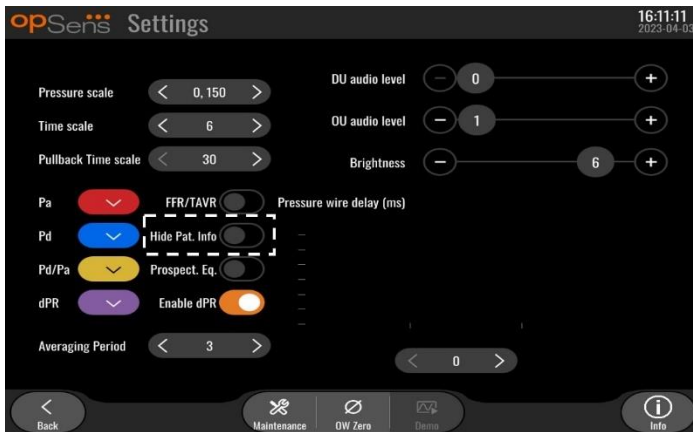 opSens Settings
16:11:11
2023-04-03
Pressure scale < 0, 150 >
Time scale < 6 >
Pullback Time scale < 30 >
DU audio level − 0 +
OU audio level − 1 +
Brightness − 6 +
Pa FFR/TAVR Pressure wire delay (ms)
Pd Hide Pat. Info
Pd/Pa Prospect. Eq.
dPR Enable dPR
Averaging Period < 3 >
< 0 >
Back Maintenance OW Zero Demo Info